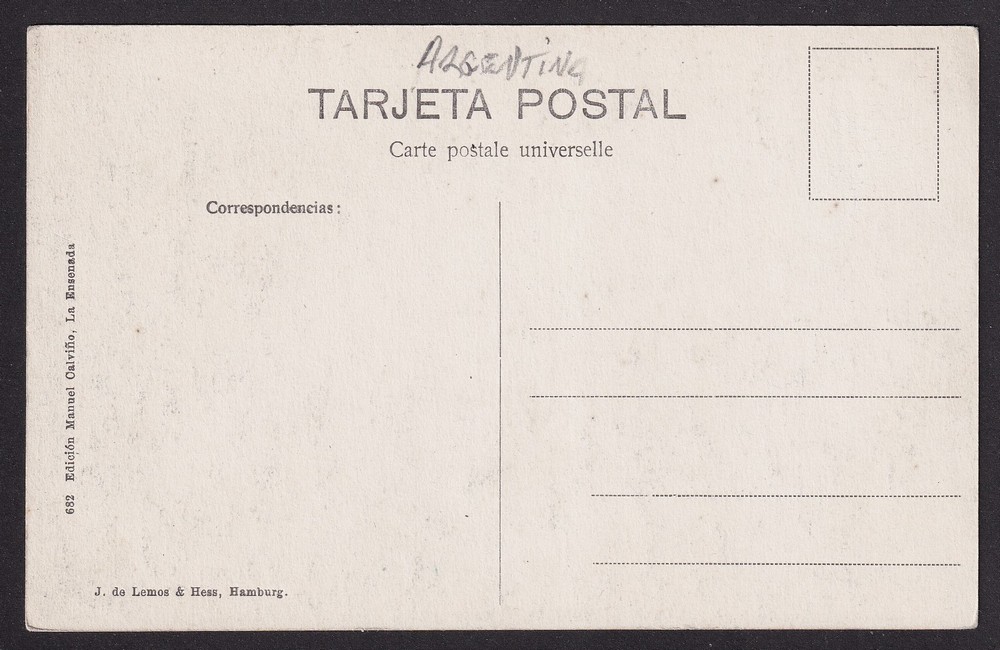 ARGENTINA
TARJETA POSTAL
Carte postale universelle
Correspondencias:
682 Edición Manuel Calviño, La Ensenada
J. de Lemos & Hess, Hamburg.